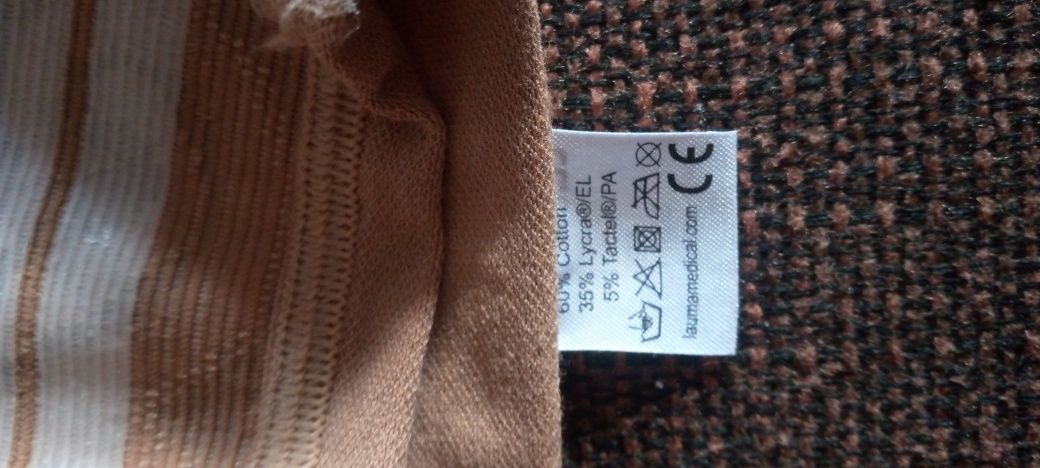 60% Cotton
35% Lycra®/EL
5% Tactel®/PA
laumamedical.com CE